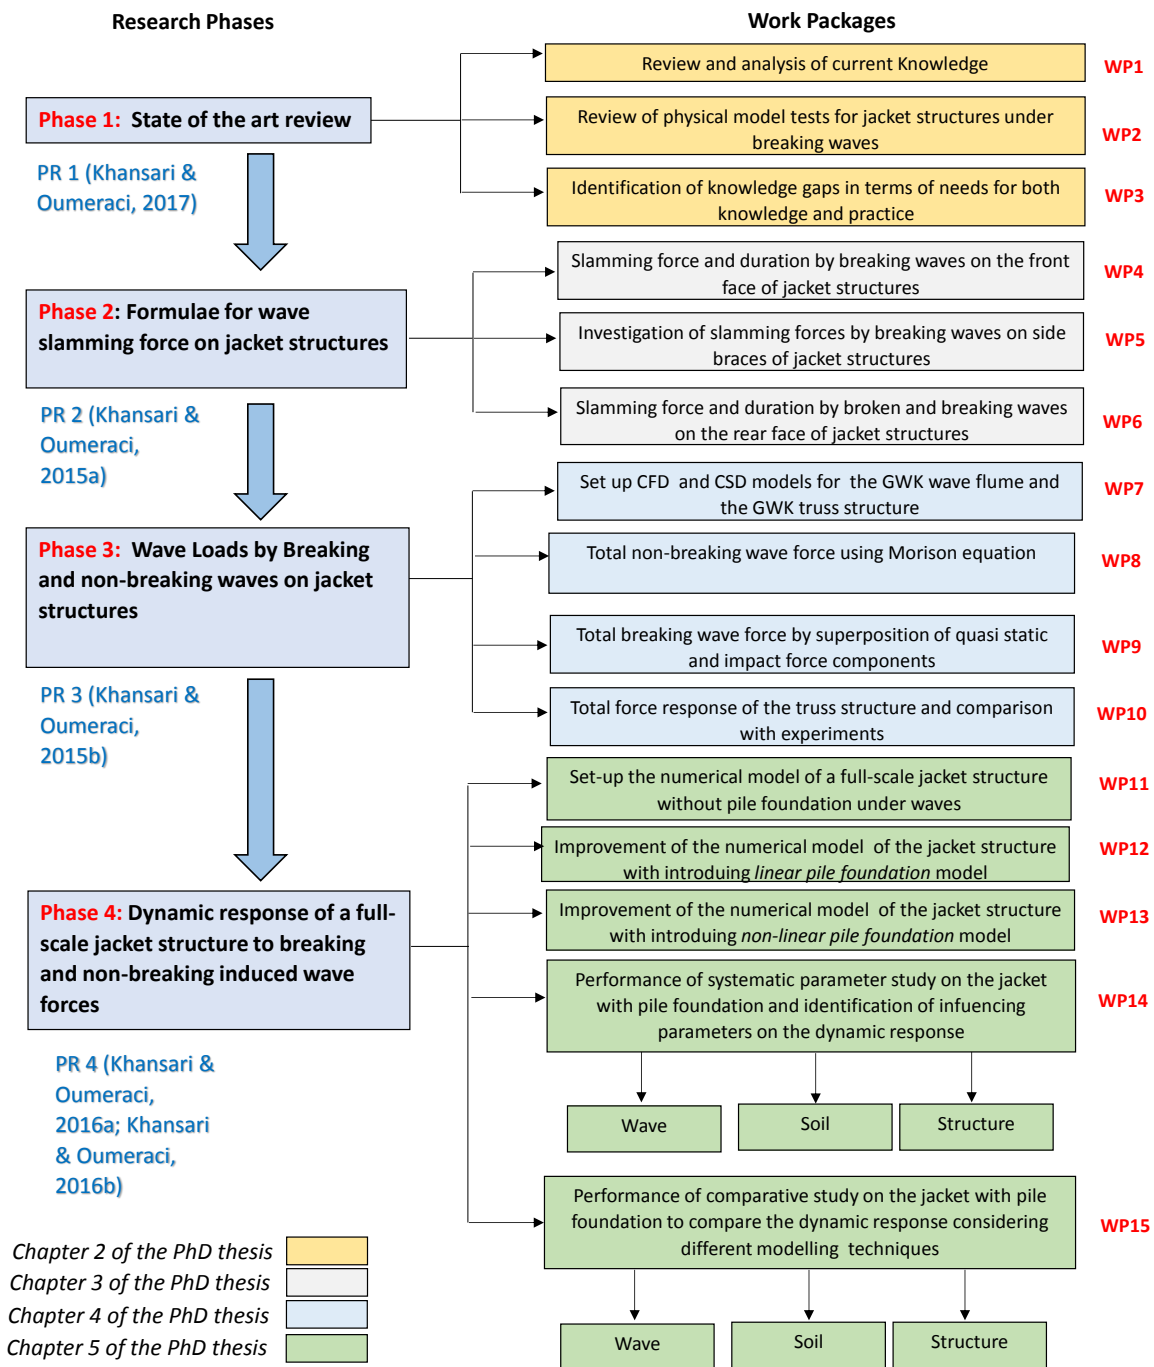 Research Phases
Work Packages
Review and analysis of current Knowledge
WP1
Phase 1: State of the art review
Review of physical model tests for jacket structures under
breaking waves
WP2
PR 1 (Khansari &
Oumeraci, 2017)
Identification of knowledge gaps in terms of needs for both
knowledge and practice
WP3
Slamming force and duration by breaking waves on the front
face of jacket structures
WP4
Phase 2: Formulae for wave
slamming force on jacket structures
Investigation of slamming forces by breaking waves on side
braces of jacket structures
WP5
PR 2 (Khansari &
Oumeraci,
2015a)
Slamming force and duration by broken and breaking waves
on the rear face of jacket structures
WP6
Set up CFD and CSD models for the GWK wave flume and
the GWK truss structure
WP7
Phase 3: Wave Loads by Breaking
and non-breaking waves on jacket
structures
Total non-breaking wave force using Morison equation
WP8
Total breaking wave force by superposition of quasi static
and impact force components
WP9
PR 3 (Khansari &
Oumeraci,
2015b)
Total force response of the truss structure and comparison
with experiments
WP10
Set-up the numerical model of a full-scale jacket structure
without pile foundation under waves
WP11
Improvement of the numerical model of the jacket structure
with introduing linear pile foundation model
WP12
Phase 4: Dynamic response of a full-
scale jacket structure to breaking
and non-breaking induced wave
forces
Improvement of the numerical model of the jacket structure
with introduing non-linear pile foundation model
WP13
Performance of systematic parameter study on the jacket
with pile foundation and identification of infuencing
parameters on the dynamic response
WP14
PR 4 (Khansari &
Oumeraci,
2016a; Khansari
& Oumeraci,
2016b)
Wave
Soil
Structure
Performance of comparative study on the jacket with pile
foundation to compare the dynamic response considering
different modelling techniques
WP15
Wave
Soil
Structure
Chapter 2 of the PhD thesis
Chapter 3 of the PhD thesis
Chapter 4 of the PhD thesis
Chapter 5 of the PhD thesis